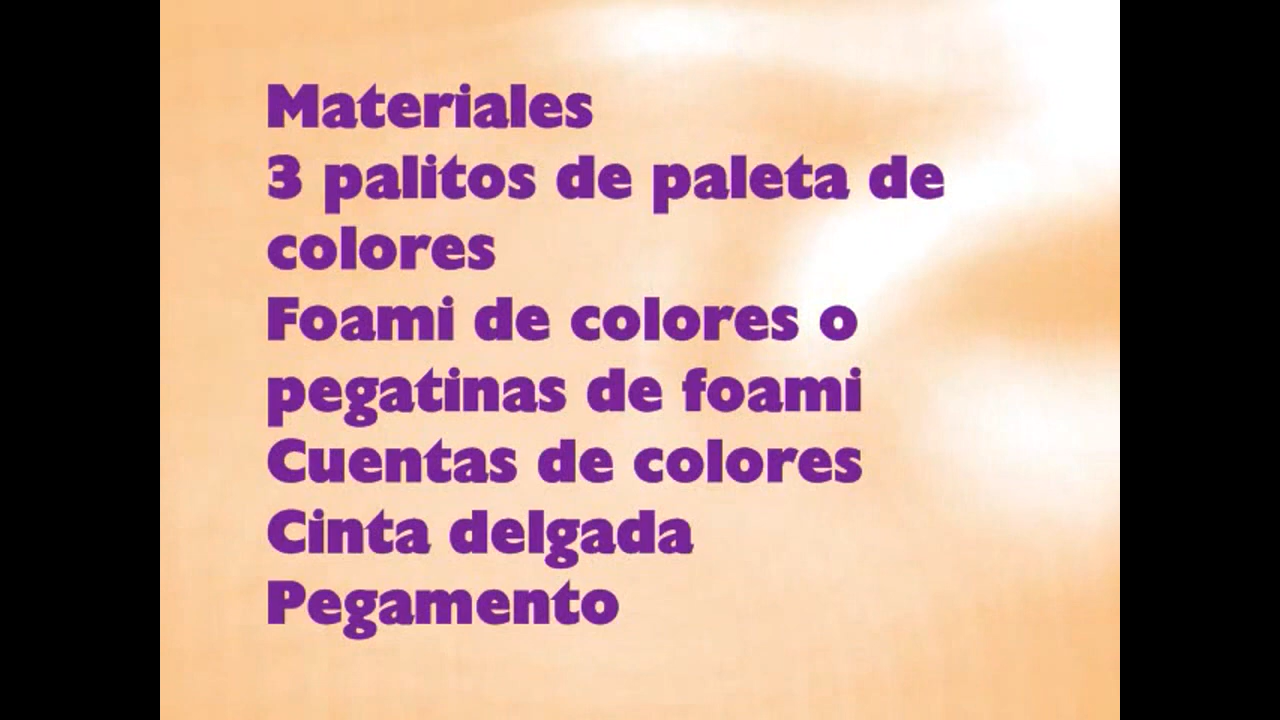 Materiales
3 palitos de paleta de
colores
Foami de colores o
pegatinas de foami
Cuentas de colores
Cinta delgada
Pegamento